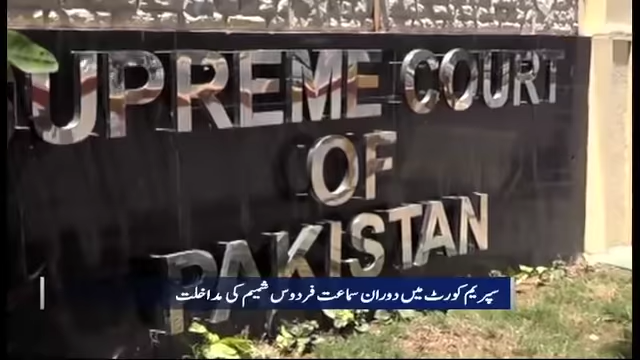 SUPREME COURT
OF
PAKISTAN
سپریم کورٹ میں دوران سماعت فردوس شمیم کی مداخلت